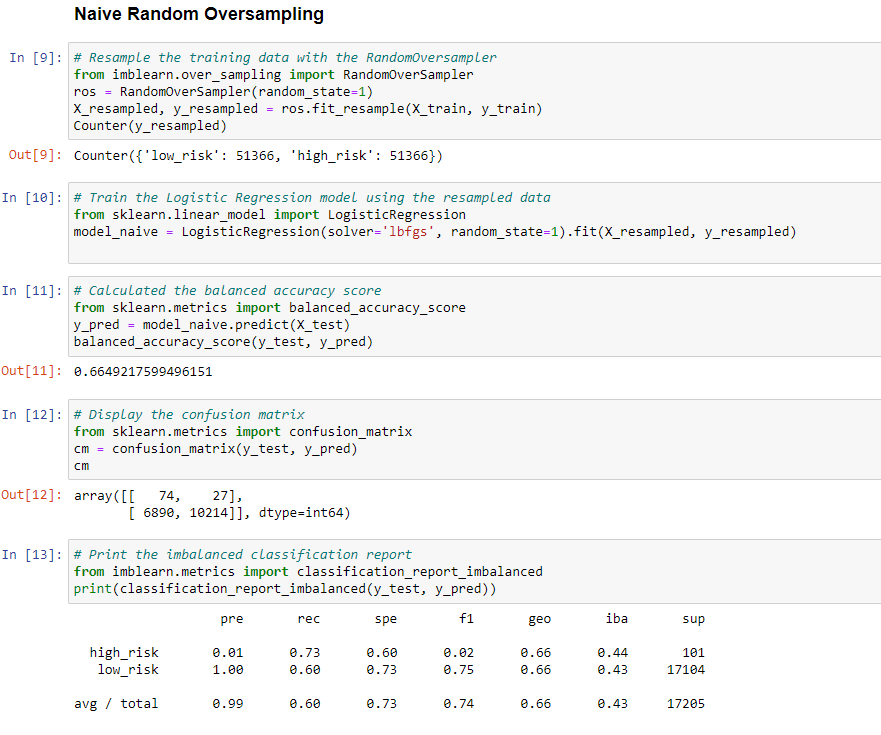 Naive Random Oversampling
In [9]: # Resample the training data with the RandomOversampler
from imblearn.over_sampling import RandomOverSampler
ros = RandomOverSampler(random_state=1)
X_resampled, y_resampled = ros.fit_resample(X_train, y_train)
Counter(y_resampled)
Out[9]: Counter({'low_risk': 51366, 'high_risk': 51366})
In [10]: # Train the Logistic Regression model using the resampled data
from sklearn.linear_model import LogisticRegression
model_naive = LogisticRegression(solver='lbfgs', random_state=1).fit(X_resampled, y_resampled)
In [11]: # Calculated the balanced accuracy score
from sklearn.metrics import balanced_accuracy_score
y_pred = model_naive.predict(X_test)
balanced_accuracy_score(y_test, y_pred)
Out[11]: 0.6649217599496151
In [12]: # Display the confusion matrix
from sklearn.metrics import confusion_matrix
cm = confusion_matrix(y_test, y_pred)
cm
Out[12]: array([[   74,    27],
       [ 6890, 10214]], dtype=int64)
In [13]: # Print the imbalanced classification report
from imblearn.metrics import classification_report_imbalanced
print(classification_report_imbalanced(y_test, y_pred))
pre rec spe f1 geo iba sup
high_risk 0.01 0.73 0.60 0.02 0.66 0.44 101
low_risk 1.00 0.60 0.73 0.75 0.66 0.43 17104
avg / total 0.99 0.60 0.73 0.74 0.66 0.43 17205